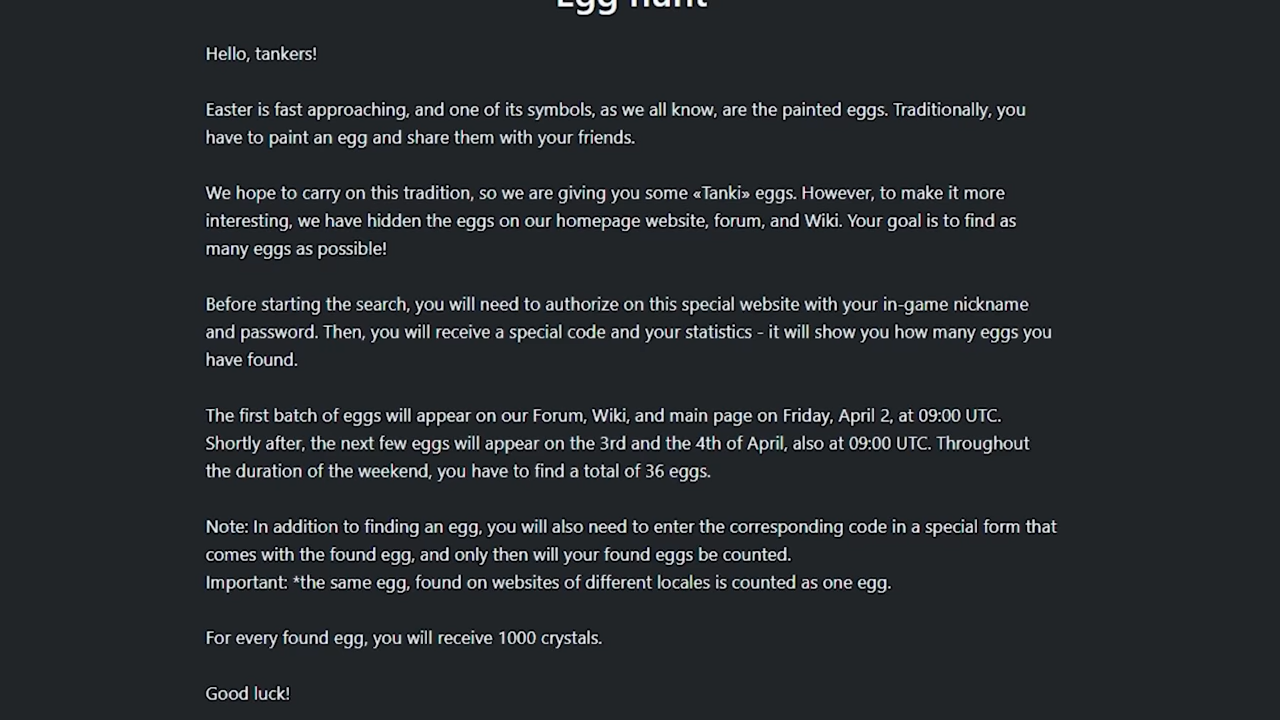 Egg hunt
Hello, tankers!
Easter is fast approaching, and one of its symbols, as we all know, are the painted eggs. Traditionally, you
have to paint an egg and share them with your friends.
We hope to carry on this tradition, so we are giving you some «Tanki» eggs. However, to make it more
interesting, we have hidden the eggs on our homepage website, forum, and Wiki. Your goal is to find as
many eggs as possible!
Before starting the search, you will need to authorize on this special website with your in-game nickname
and password. Then, you will receive a special code and your statistics - it will show you how many eggs you
have found.
The first batch of eggs will appear on our Forum, Wiki, and main page on Friday, April 2, at 09:00 UTC.
Shortly after, the next few eggs will appear on the 3rd and the 4th of April, also at 09:00 UTC. Throughout
the duration of the weekend, you have to find a total of 36 eggs.
Note: In addition to finding an egg, you will also need to enter the corresponding code in a special form that
comes with the found egg, and only then will your found eggs be counted.
Important: *the same egg, found on websites of different locales is counted as one egg.
For every found egg, you will receive 1000 crystals.
Good luck!